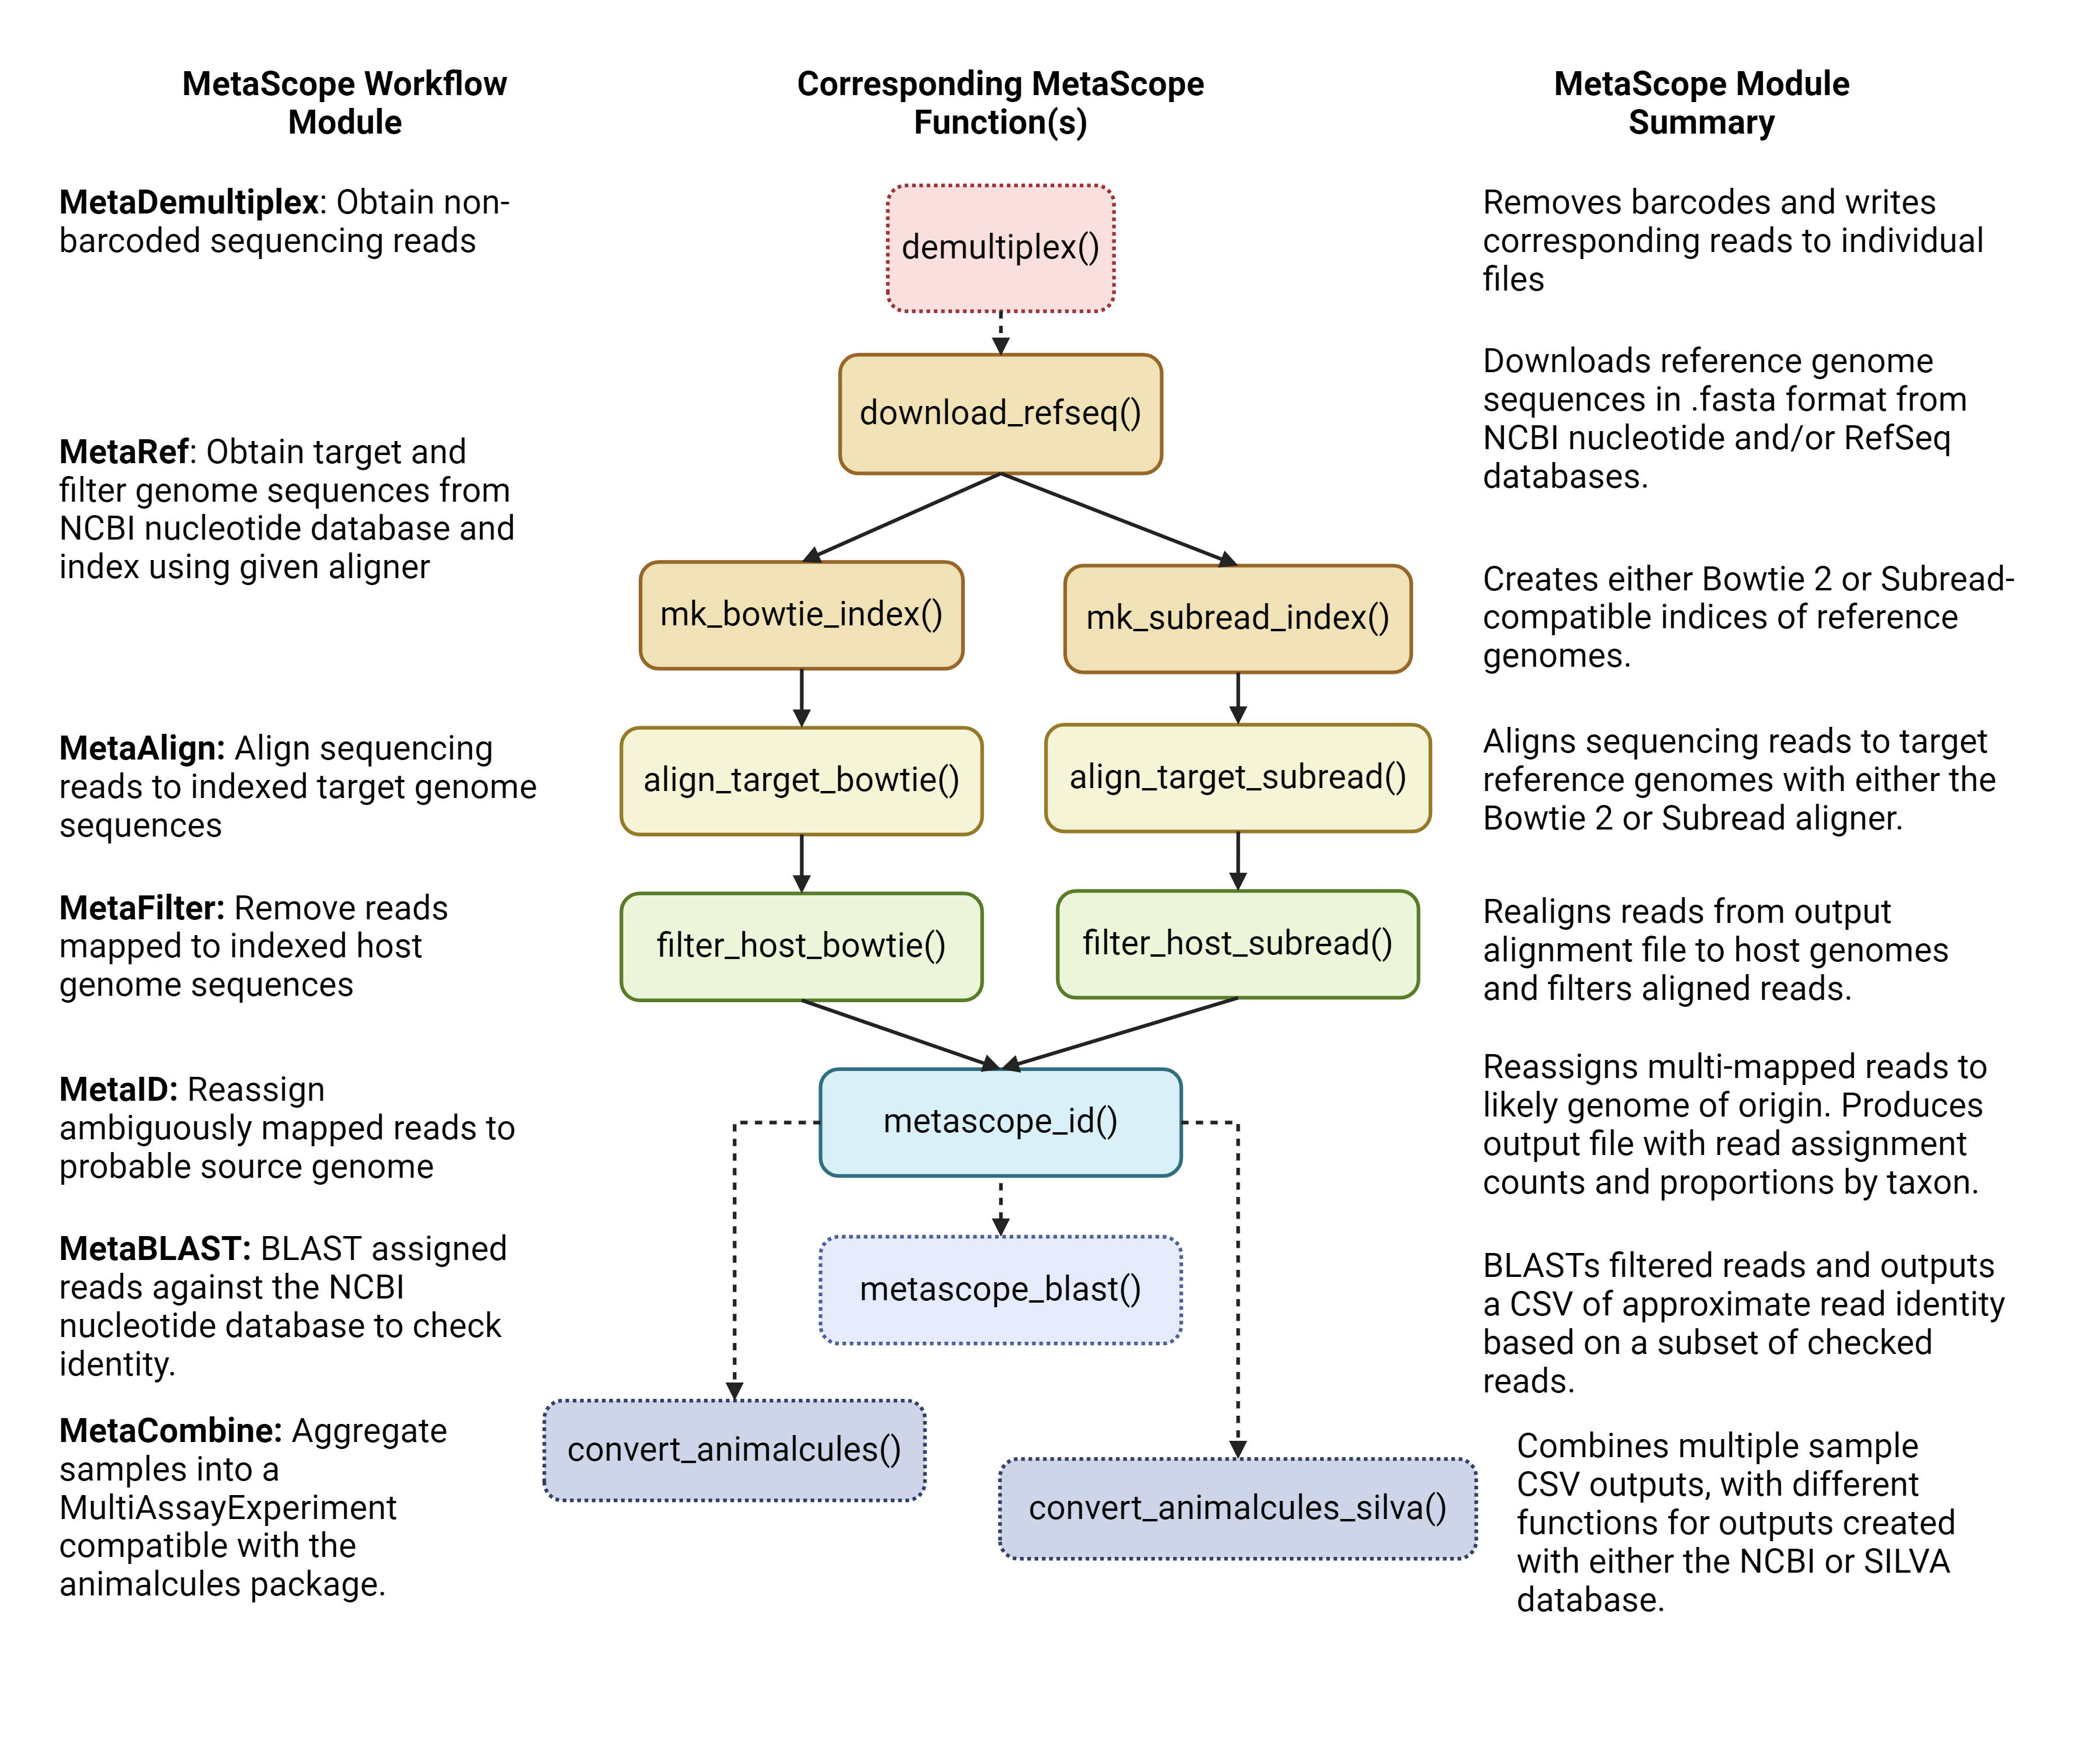 MetaScope Workflow
Module
Corresponding MetaScope
Function(s)
MetaScope Module
Summary
MetaDemultiplex: Obtain non-
barcoded sequencing reads
demultiplex()
Removes barcodes and writes
corresponding reads to individual
files
MetaRef: Obtain target and
filter genome sequences from
NCBI nucleotide database and
index using given aligner
download_refseq()
Downloads reference genome
sequences in .fasta format from
NCBI nucleotide and/or RefSeq
databases.
mk_bowtie_index()
mk_subread_index()
Creates either Bowtie 2 or Subread-
compatible indices of reference
genomes.
MetaAlign: Align sequencing
reads to indexed target genome
sequences
align_target_bowtie()
align_target_subread()
Aligns sequencing reads to target
reference genomes with either the
Bowtie 2 or Subread aligner.
MetaFilter: Remove reads
mapped to indexed host
genome sequences
filter_host_bowtie()
filter_host_subread()
Realigns reads from output
alignment file to host genomes
and filters aligned reads.
MetaID: Reassign
ambiguously mapped reads to
probable source genome
metascope_id()
Reassigns multi-mapped reads to
likely genome of origin. Produces
output file with read assignment
counts and proportions by taxon.
MetaBLAST: BLAST assigned
reads against the NCBI
nucleotide database to check
identity.
metascope_blast()
BLASTs filtered reads and outputs
a CSV of approximate read identity
based on a subset of checked
reads.
MetaCombine: Aggregate
samples into a
MultiAssayExperiment
compatible with the
animalcules package.
convert_animalcules()
convert_animalcules_silva()
Combines multiple sample
CSV outputs, with different
functions for outputs created
with either the NCBI or SILVA
database.